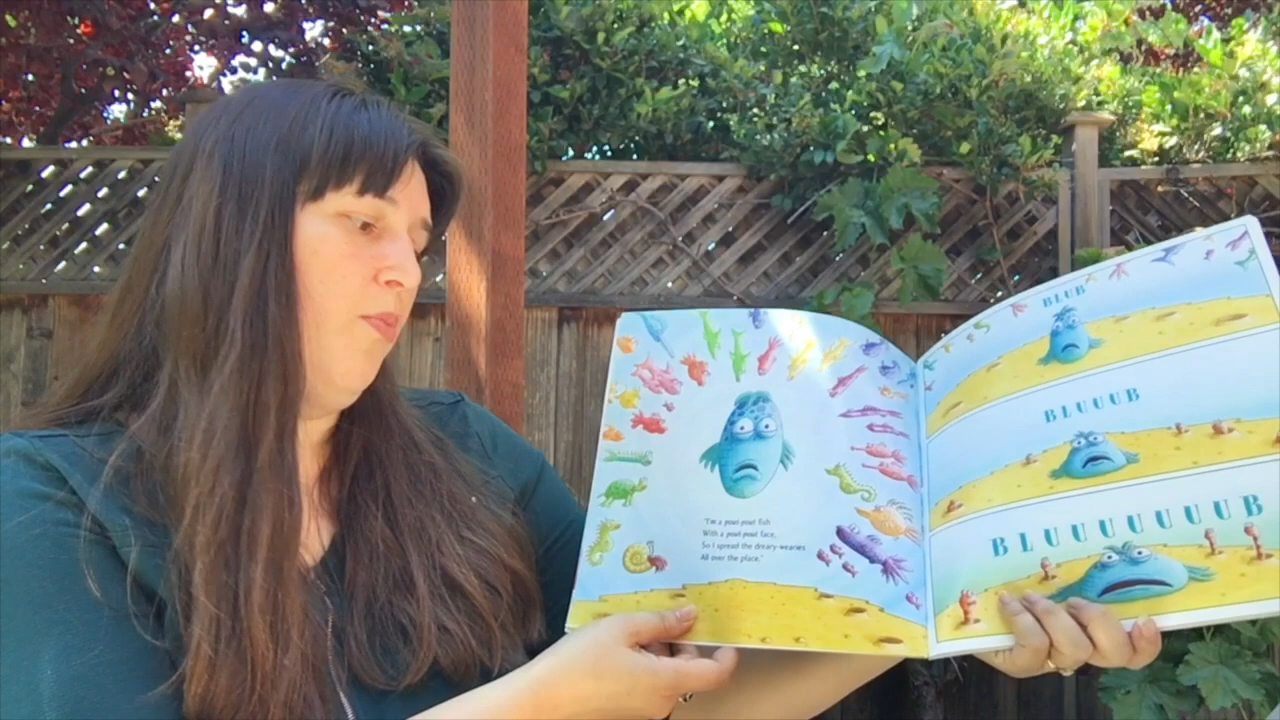 "I'm a pout-pout fish
With a pout-pout face,
So I spread the dreary-wearies
All over the place."
BLUB
BLUUUB
BLUUUUUUUB